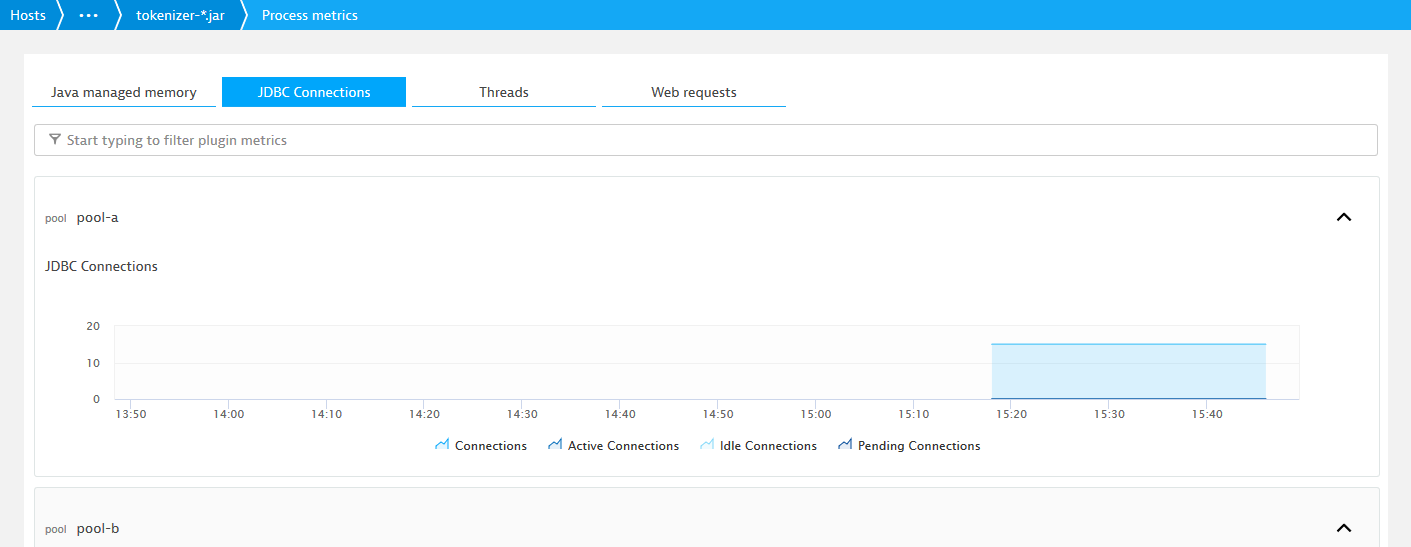 Hosts ••• tokenizer-*.jar Process metrics
Java managed memory JDBC Connections Threads Web requests
Start typing to filter plugin metrics
pool pool-a
JDBC Connections
20
10
0
13:50 14:00 14:10 14:20 14:30 14:40 14:50 15:00 15:10 15:20 15:30 15:40
Connections Active Connections Idle Connections Pending Connections
pool pool-b